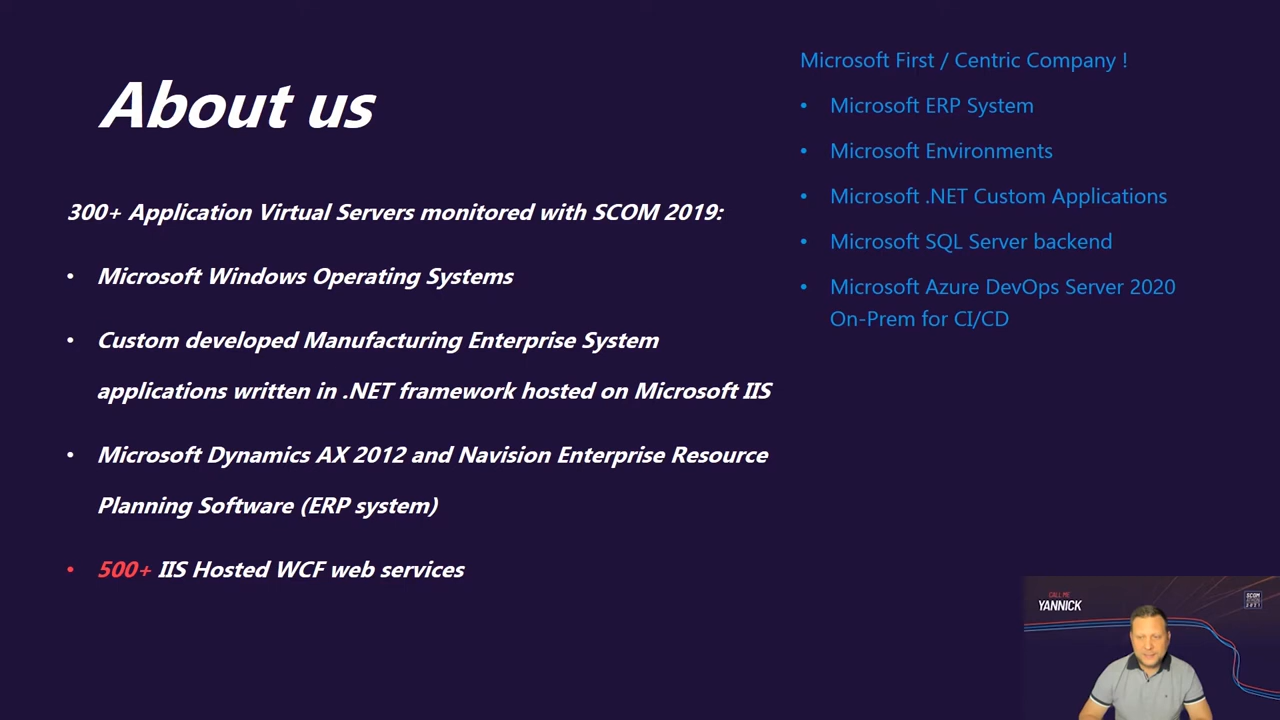 About us
300+ Application Virtual Servers monitored with SCOM 2019:
• Microsoft Windows Operating Systems
• Custom developed Manufacturing Enterprise System
applications written in .NET framework hosted on Microsoft IIS
• Microsoft Dynamics AX 2012 and Navision Enterprise Resource
Planning Software (ERP system)
• 500+ IIS Hosted WCF web services
Microsoft First / Centric Company !
• Microsoft ERP System
• Microsoft Environments
• Microsoft .NET Custom Applications
• Microsoft SQL Server backend
• Microsoft Azure DevOps Server 2020
On-Prem for CI/CD
CALL ME
YANNICK
SCOM